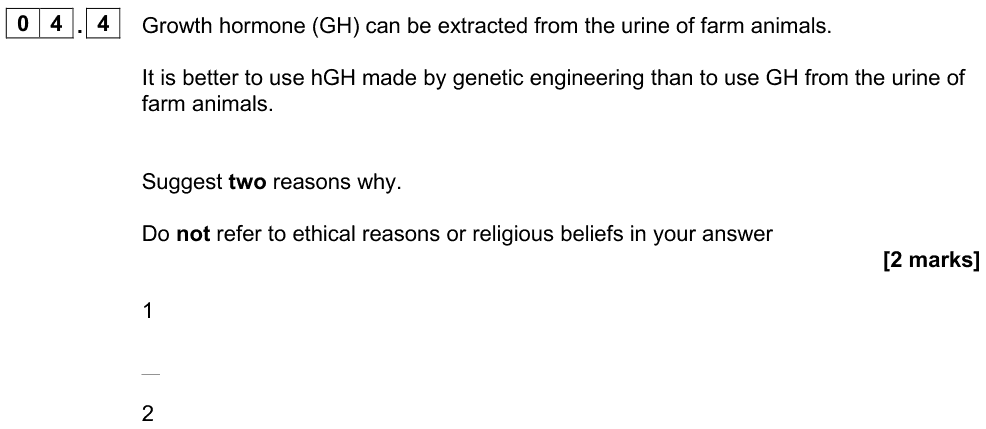 0 4 . 4 Growth hormone (GH) can be extracted from the urine of farm animals.
It is better to use hGH made by genetic engineering than to use GH from the urine of
farm animals.
Suggest two reasons why.
Do not refer to ethical reasons or religious beliefs in your answer
[2 marks]
1
2